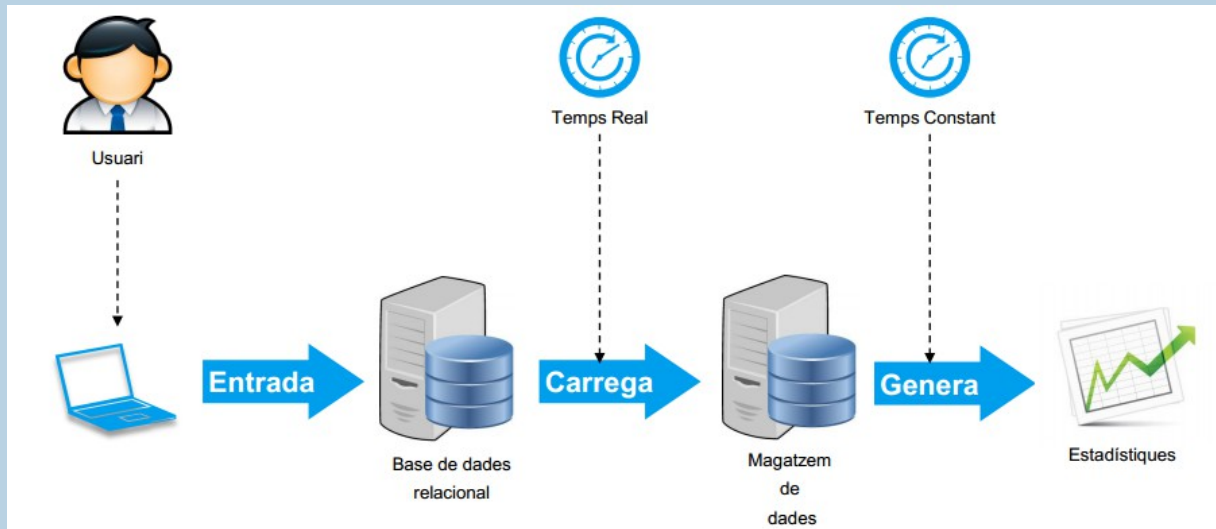 Temps Real
Temps Constant
Usuari
Entrada
Carrega
Genera
Base de dades
relacional
Magatzem
de
dades
Estadístiques